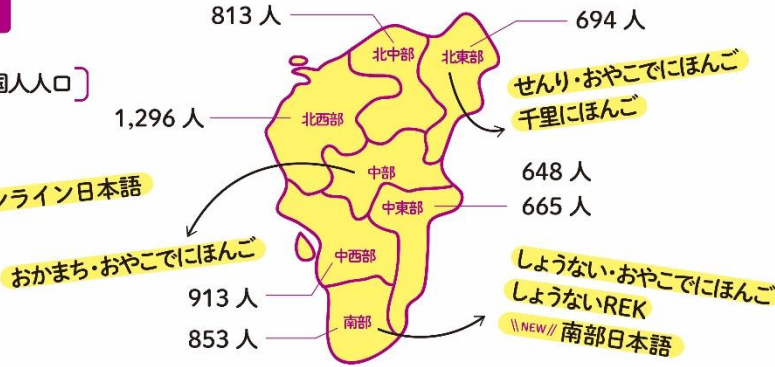 813 人
694 人
北中部
北東部
国人人口
せんり・おやこでにほんご
千里にほんご
1,296 人
北西部
中部
648 人
ンライン日本語
中東部
665 人
おかまち・おやこでにほんご
中西部
913 人
しょうない・おやこでにほんご
しょうないREK
853 人
南部
\\NEW// 南部日本語